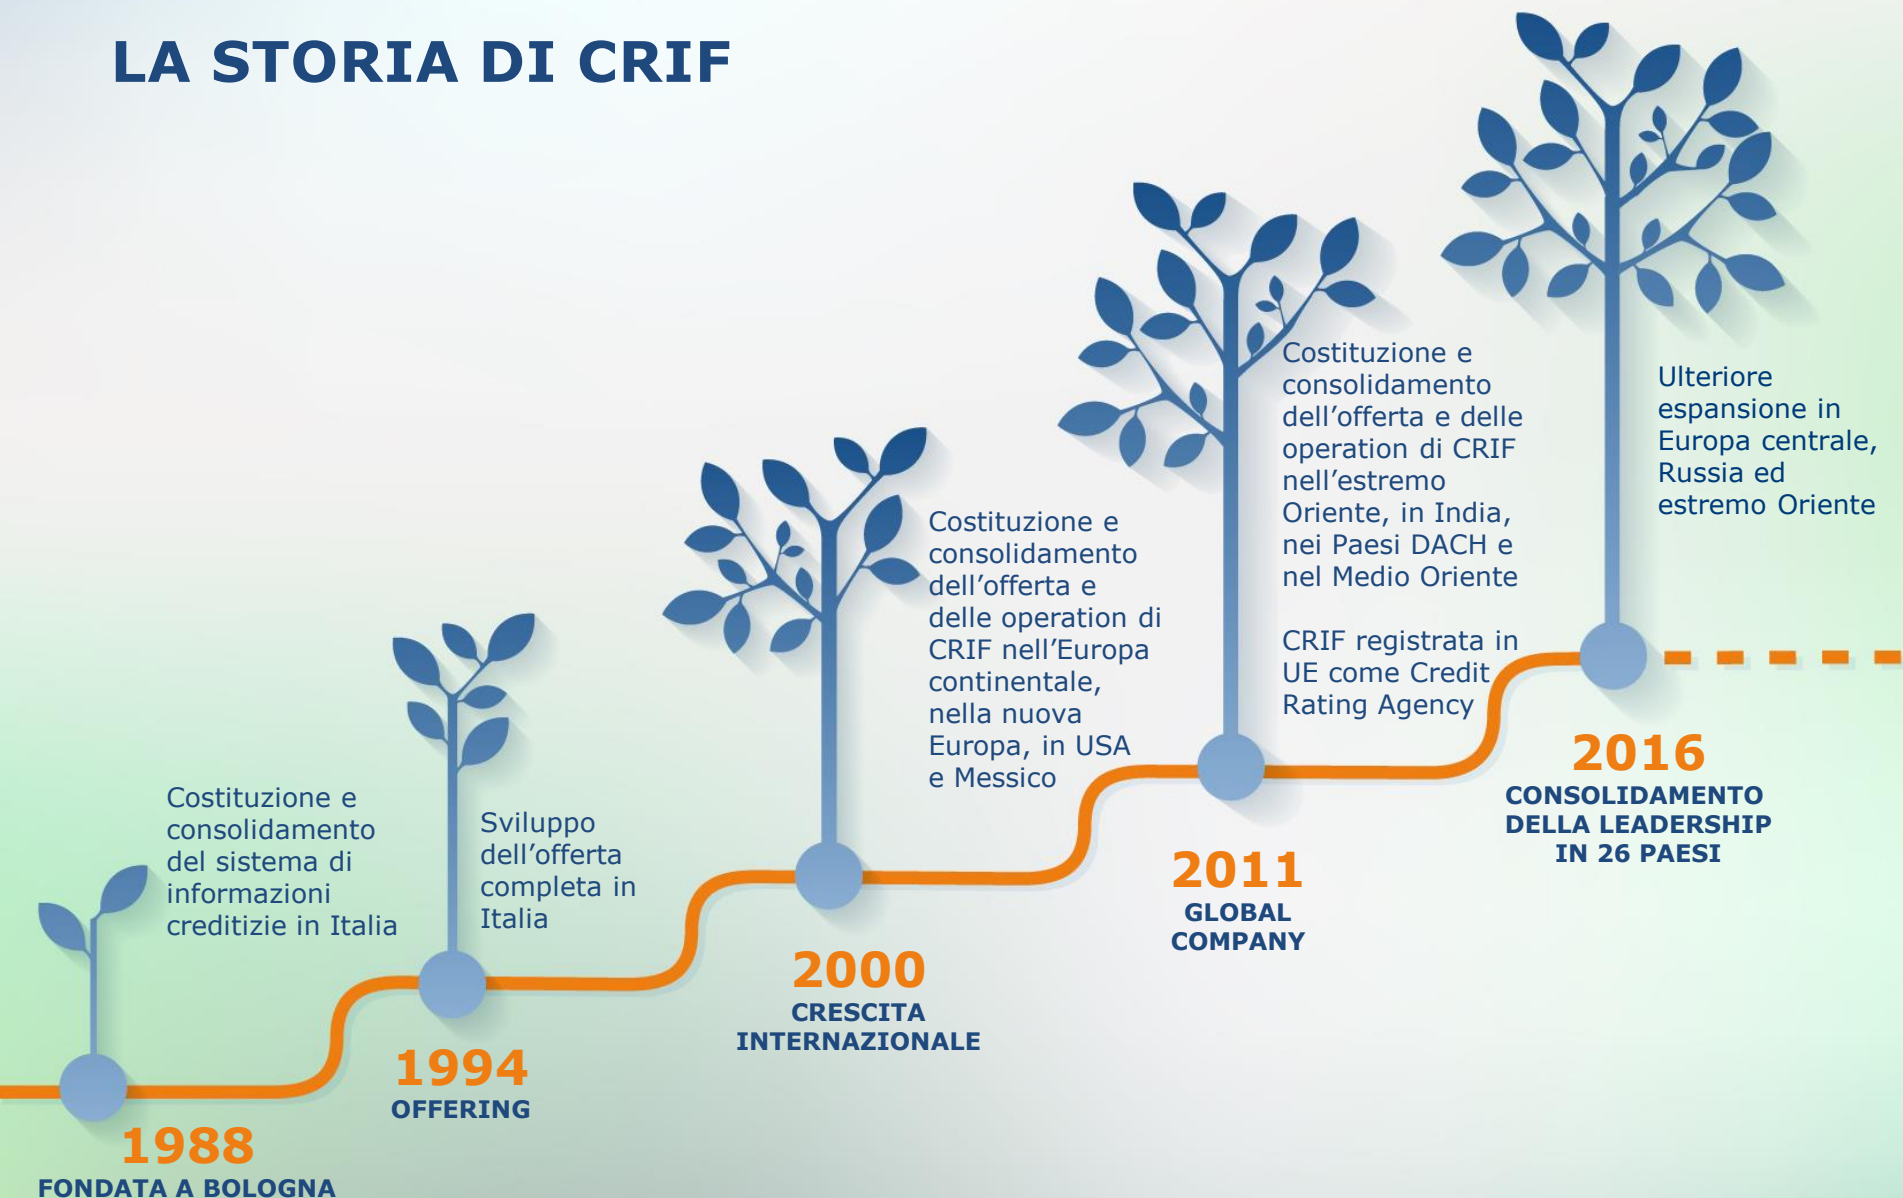 LA STORIA DI CRIF
Costituzione e
consolidamento
del sistema di
informazioni
creditizie in Italia
1988
FONDATA A BOLOGNA
Sviluppo
dell’offerta
completa in
Italia
1994
OFFERING
Costituzione e
consolidamento
dell’offerta e
delle operation di
CRIF nell’Europa
continentale,
nella nuova
Europa, in USA
e Messico
2000
CRESCITA
INTERNAZIONALE
Costituzione e
consolidamento
dell’offerta e delle
operation di CRIF
nell’estremo
Oriente, in India,
nei Paesi DACH e
nel Medio Oriente
CRIF registrata in
UE come Credit
Rating Agency
2011
GLOBAL
COMPANY
Ulteriore
espansione in
Europa centrale,
Russia ed
estremo Oriente
2016
CONSOLIDAMENTO
DELLA LEADERSHIP
IN 26 PAESI